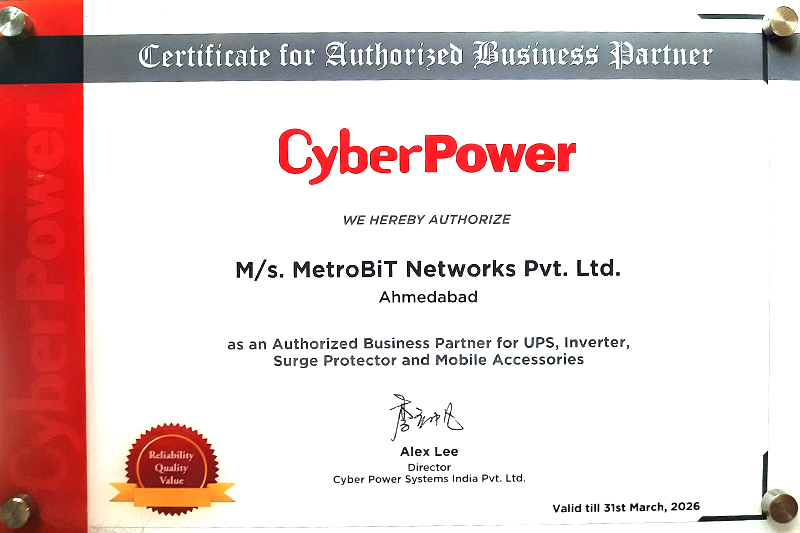 Certificate for Authorized Business Partner
CyberPower
CyberPower
WE HEREBY AUTHORIZE
M/s. MetroBiT Networks Pvt. Ltd.
Ahmedabad
as an Authorized Business Partner for UPS, Inverter,
Surge Protector and Mobile Accessories
Alex Lee
Director
Cyber Power Systems India Pvt. Ltd.
Reliability
Quality
Value
Valid till 31st March, 2026